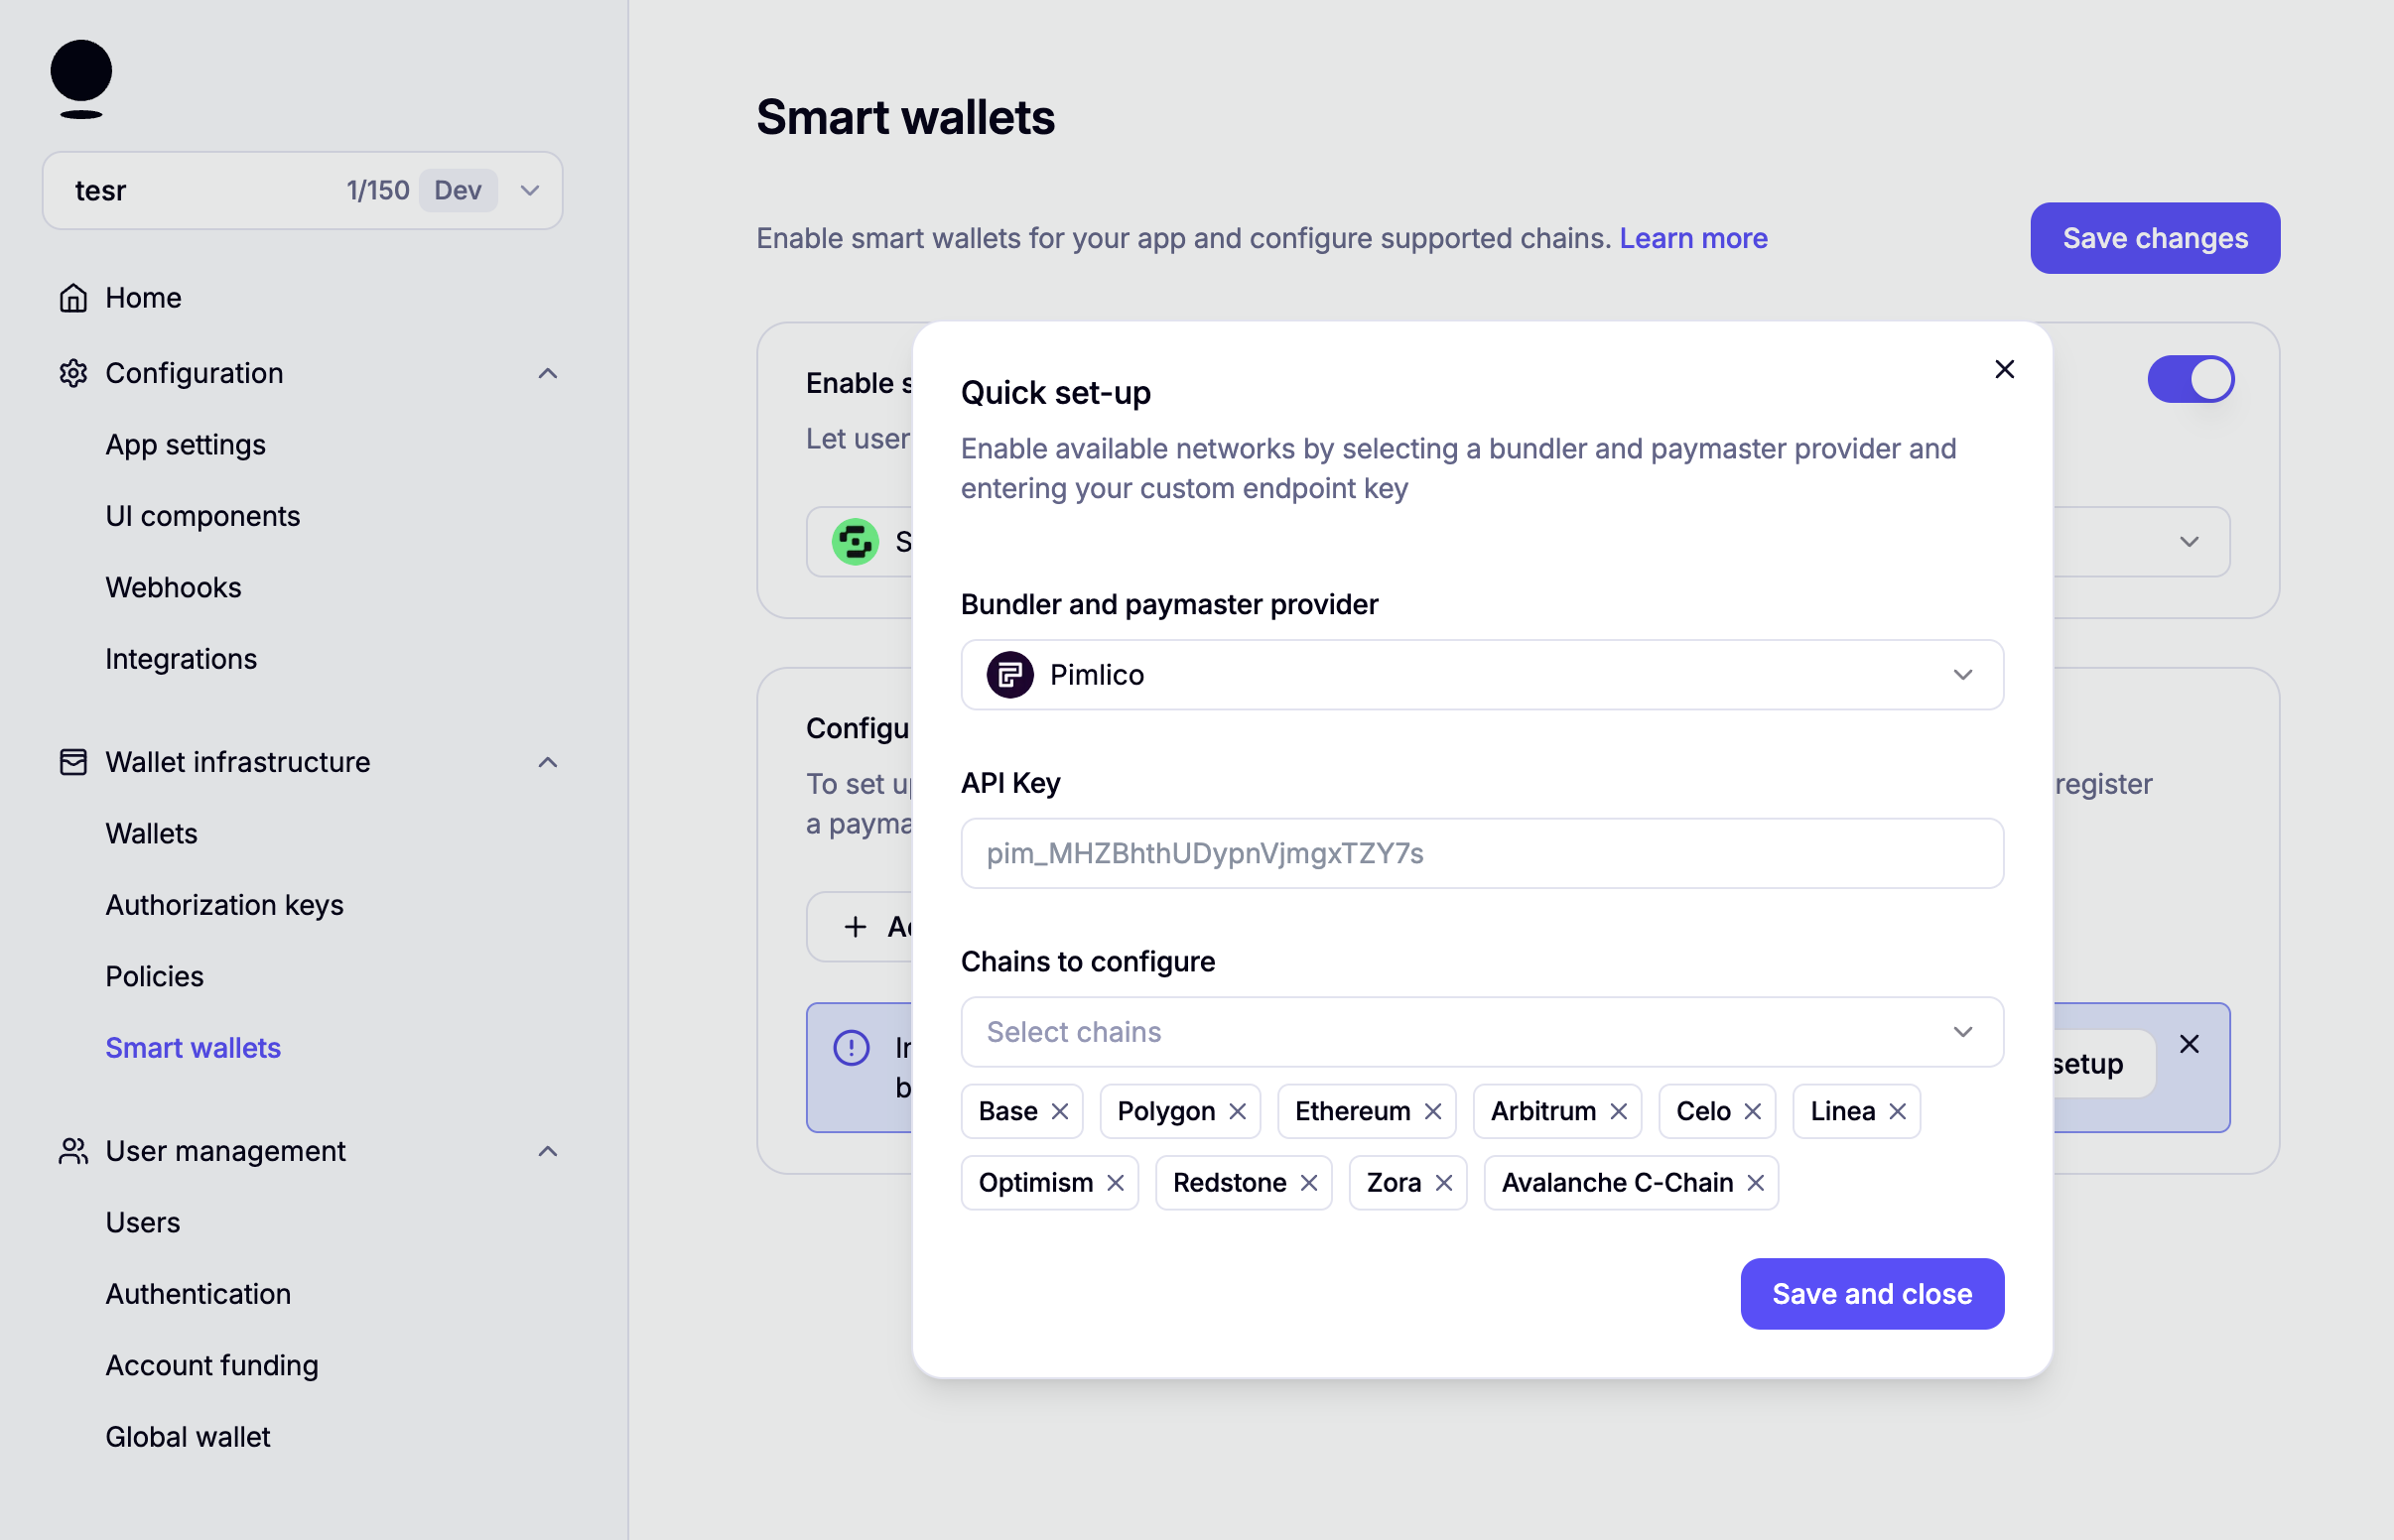 tesr 1/150 Dev
Home
Configuration
App settings
UI components
Webhooks
Integrations
Wallet infrastructure
Wallets
Authorization keys
Policies
Smart wallets
User management
Users
Authentication
Account funding
Global wallet
Smart wallets
Enable smart wallets for your app and configure supported chains. Learn more
Save changes
Enable s
Let user
S
Configu
To set up
register
a payma
setup
Quick set-up
Enable available networks by selecting a bundler and paymaster provider and
entering your custom endpoint key
Bundler and paymaster provider
Pimlico
API Key
pim_MHZBhthUDypnVjmgxTZY7s
Chains to configure
Select chains
Base Polygon Ethereum Arbitrum Celo Linea
Optimism Redstone Zora Avalanche C-Chain
Save and close